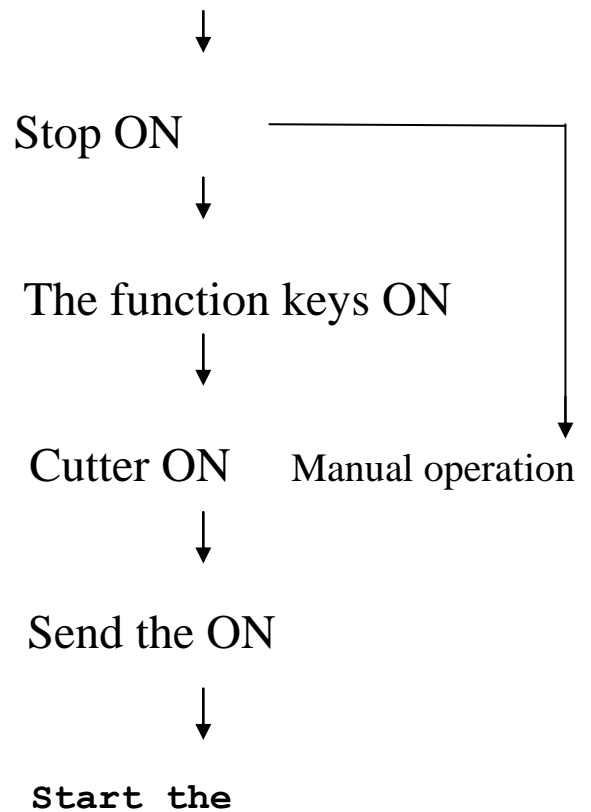 Stop ON
The function keys ON
Cutter ON Manual operation
Send the ON
Start the